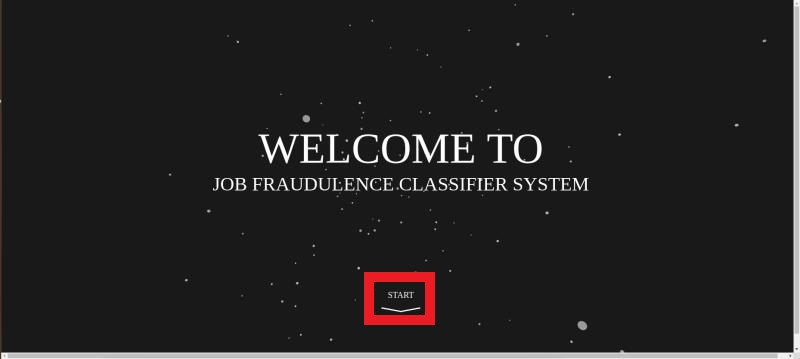 WELCOME TO
JOB FRAUDULENCE CLASSIFIER SYSTEM
START